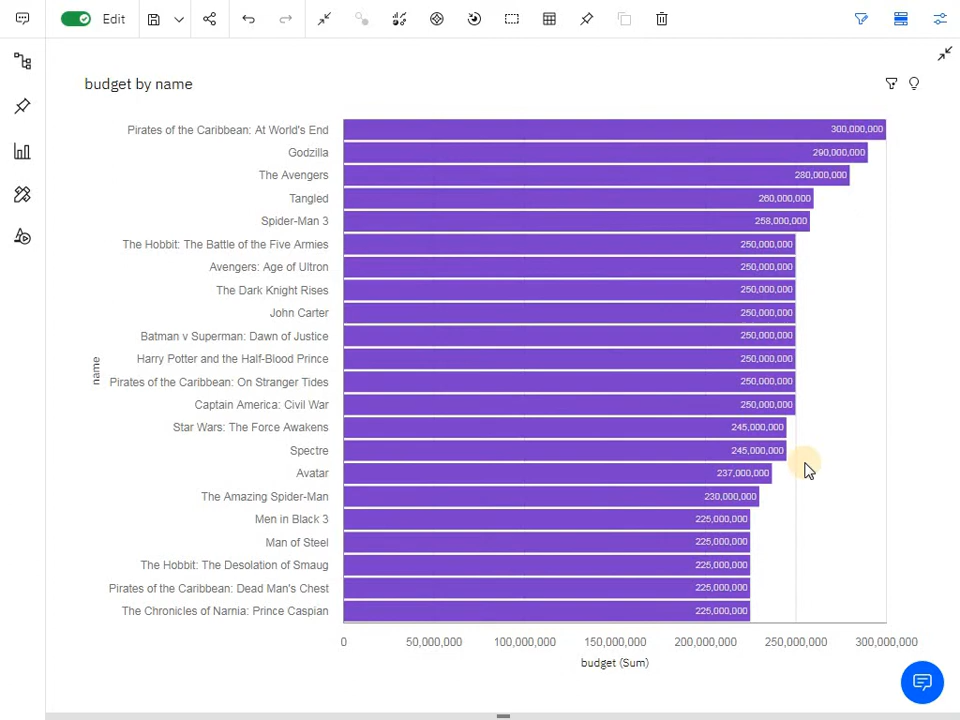 Edit
budget by name
Pirates of the Caribbean: At World's End 300,000,000
Godzilla 290,000,000
The Avengers 280,000,000
Tangled 260,000,000
Spider-Man 3 258,000,000
The Hobbit: The Battle of the Five Armies 250,000,000
Avengers: Age of Ultron 250,000,000
The Dark Knight Rises 250,000,000
John Carter 250,000,000
Batman v Superman: Dawn of Justice 250,000,000
Harry Potter and the Half-Blood Prince 250,000,000
Pirates of the Caribbean: On Stranger Tides 250,000,000
Captain America: Civil War 250,000,000
Star Wars: The Force Awakens 245,000,000
Spectre 245,000,000
Avatar 237,000,000
The Amazing Spider-Man 230,000,000
Men in Black 3 225,000,000
Man of Steel 225,000,000
The Hobbit: The Desolation of Smaug 225,000,000
Pirates of the Caribbean: Dead Man's Chest 225,000,000
The Chronicles of Narnia: Prince Caspian 225,000,000
name
0 50,000,000 100,000,000 150,000,000 200,000,000 250,000,000 300,000,000
budget (Sum)